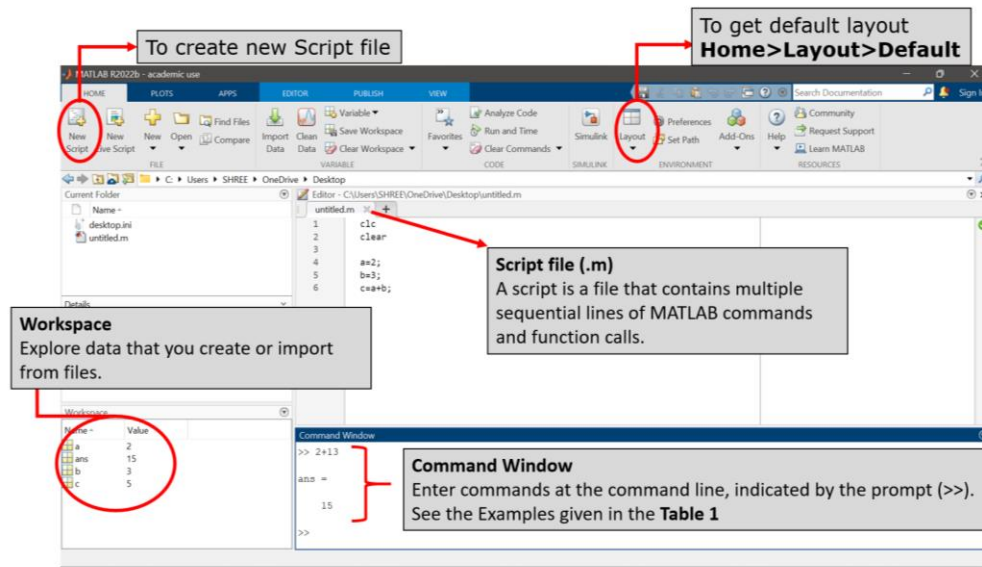 To create new Script file
To get default layout
Home>Layout>Default
MATLAB R2022b - academic use
HOME PLOTS APPS EDITOR PUBLISH VIEW Search Documentation Sign In
New Script
New Live Script
New
Open
Find Files
Compare
Import Data
Clean Data
Variable
Save Workspace
Clear Workspace
Favorites
Analyze Code
Run and Time
Clear Commands
Simulink
Layout
Preferences
Set Path
Add-Ons
Help
Community
Request Support
Learn MATLAB
FILE VARIABLE CODE SIMULINK ENVIRONMENT RESOURCES
C: Users SHREE OneDrive Desktop
Current Folder
Name
desktop.ini
untitled.m
Details
Editor - C:\Users\SHREE\OneDrive\Desktop\untitled.m
untitled.m
1 clc
2 clear
3
4 a=2;
5 b=3;
6 c=a+b;
Script file (.m)
A script is a file that contains multiple
sequential lines of MATLAB commands
and function calls.
Workspace
Explore data that you create or import
from files.
Workspace
Name Value
a 2
ans 15
b 3
c 5
Command Window
>> 2+13
ans =
15
>>
Command Window
Enter commands at the command line, indicated by the prompt (>>).
See the Examples given in the Table 1